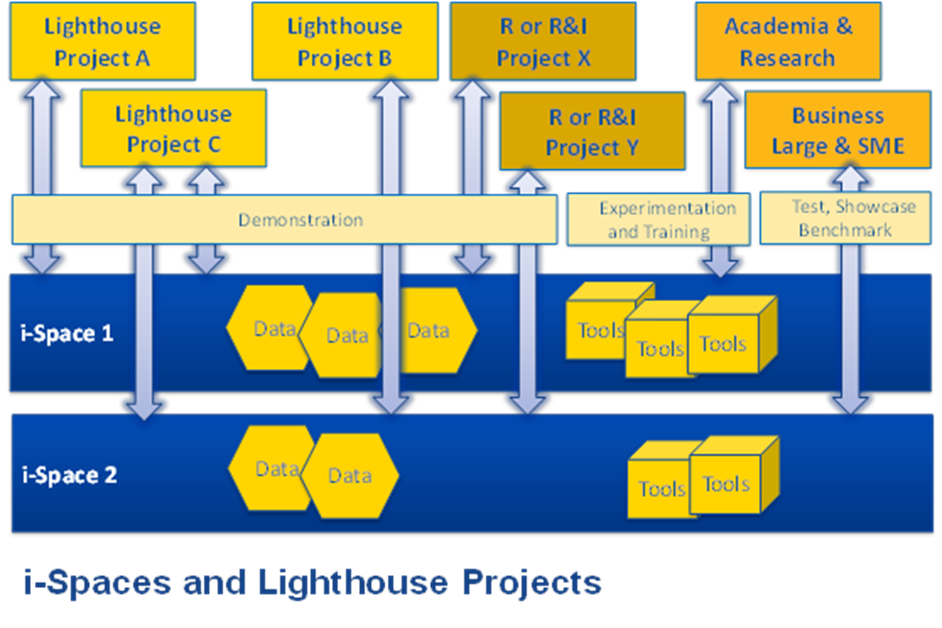 Lighthouse
Project A
Lighthouse
Project B
R or R&I
Project X
Academia &
Research
Lighthouse
Project C
R or R&I
Project Y
Business
Large & SME
Demonstration
Experimentation
and Training
Test, Showcase
Benchmark
i-Space 1
Data
Data
Data
Tools
Tools
Tools
i-Space 2
Data
Data
Tools
Tools
i-Spaces and Lighthouse Projects